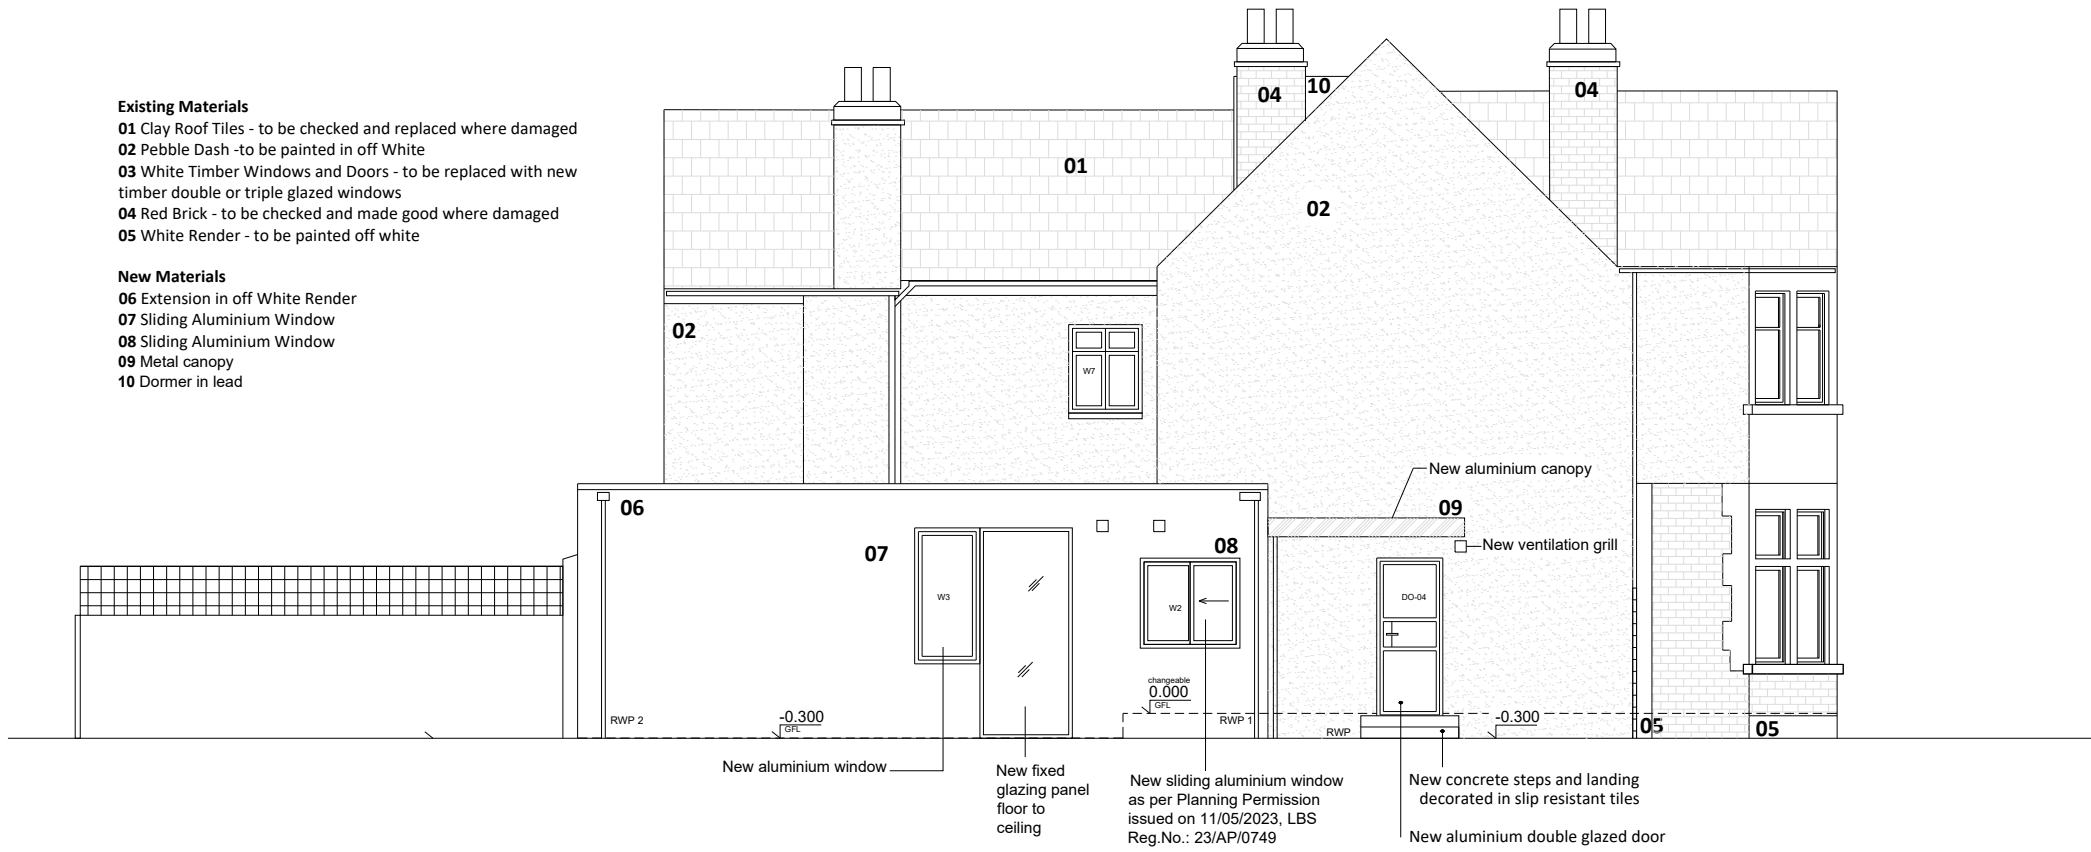 Existing Materials
01 Clay Roof Tiles - to be checked and replaced where damaged
02 Pebble Dash -to be painted in off White
03 White Timber Windows and Doors - to be replaced with new
timber double or triple glazed windows
04 Red Brick - to be checked and made good where damaged
05 White Render - to be painted off white
New Materials
06 Extension in off White Render
07 Sliding Aluminium Window
08 Sliding Aluminium Window
09 Metal canopy
10 Dormer in lead
04
10
04
01
02
02
W7
New aluminium canopy
06
09
07
08
New ventilation grill
W3
W2
DO-04
changeable
0.000
GFL
RWP 2
-0.300
GFL
RWP 1
RWP
-0.300
05
05
New aluminium window
New fixed
glazing panel
floor to
ceiling
New sliding aluminium window
as per Planning Permission
issued on 11/05/2023, LBS
Reg.No.: 23/AP/0749
New concrete steps and landing
decorated in slip resistant tiles
New aluminium double glazed door